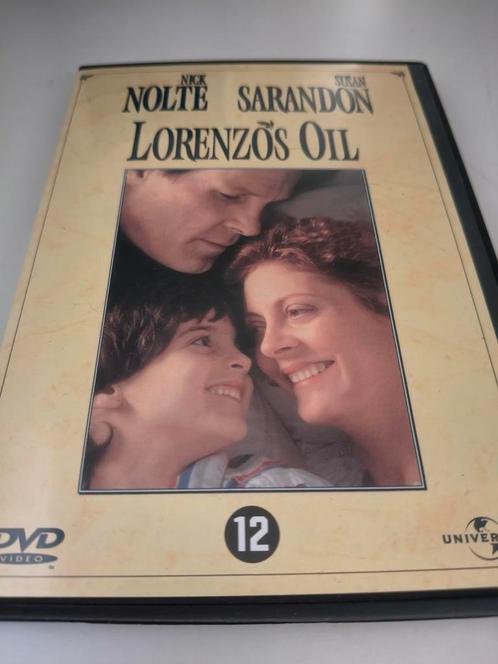 NICK SUSAN
NOLTE SARANDON
LORENZO'S OIL
12
DVD
VIDEO
UNIVER